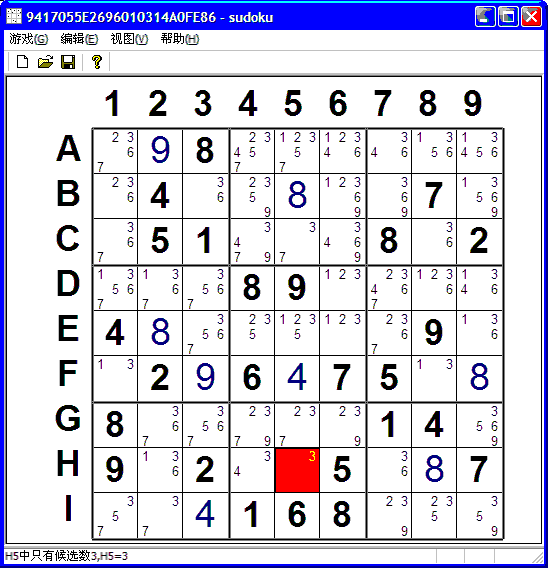 9417055E2696010314A0FE86 - sudoku
游戏(G) 编辑(E) 视图(V) 帮助(H)
1 2 3 4 5 6 7 8 9
A 2 3 6 7 9 8 2 3 4 5 7 1 2 3 5 7 1 2 3 4 6 3 4 6 1 3 5 6 1 3 4 5 6
B 2 3 6 4 3 6 2 3 5 9 8 1 2 3 6 9 3 6 9 7 1 5 9
C 3 6 7 5 1 3 4 7 9 3 7 3 4 6 9 8 3 6 2
D 1 3 5 6 7 1 3 6 7 3 5 6 7 8 9 1 2 3 2 3 4 6 7 1 2 3 6 1 3 4 6
E 4 8 3 5 6 7 2 3 5 1 2 3 5 1 2 3 2 3 6 7 9 1 3 6
F 1 3 2 9 6 4 7 5 1 3 8
G 8 3 6 7 3 5 6 7 2 3 7 9 2 3 7 2 3 9 1 4 3 5 6 9
H 9 1 3 6 2 3 4 3 5 3 6 8 7
I 3 5 7 3 7 4 1 6 8 2 3 9 2 3 5 3 5 9
H5中只有候选数3,H5=3